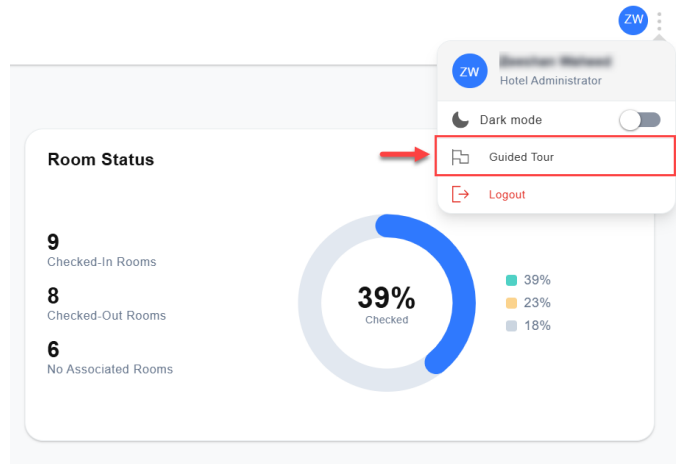 ZW
ZW
Hotel Administrator
Dark mode
Guided Tour
Logout
Room Status
9
Checked-In Rooms
8
Checked-Out Rooms
6
No Associated Rooms
39%
Checked
39%
23%
18%